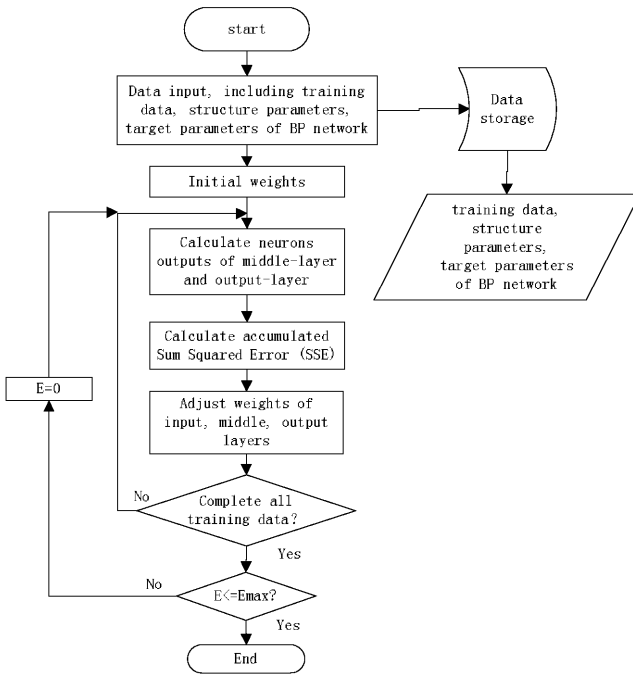 start
Data input, including training
data, structure parameters,
target parameters of BP network
Data
storage
Initial weights
training data,
structure
parameters,
target parameters
of BP network
Calculate neurons
outputs of middle-layer
and output-layer
Calculate accumulated
Sum Squared Error (SSE)
E=0
Adjust weights of
input, middle, output
layers
No
Complete all
training data?
Yes
No
E<=Emax?
Yes
End